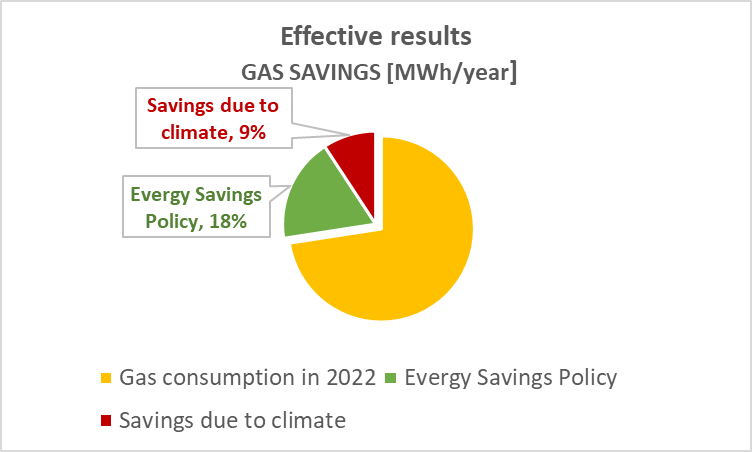 Effective results
GAS SAVINGS [MWh/year]
Savings due to
climate, 9%
Evergy Savings
Policy, 18%
Gas consumption in 2022 Evergy Savings Policy
Savings due to climate